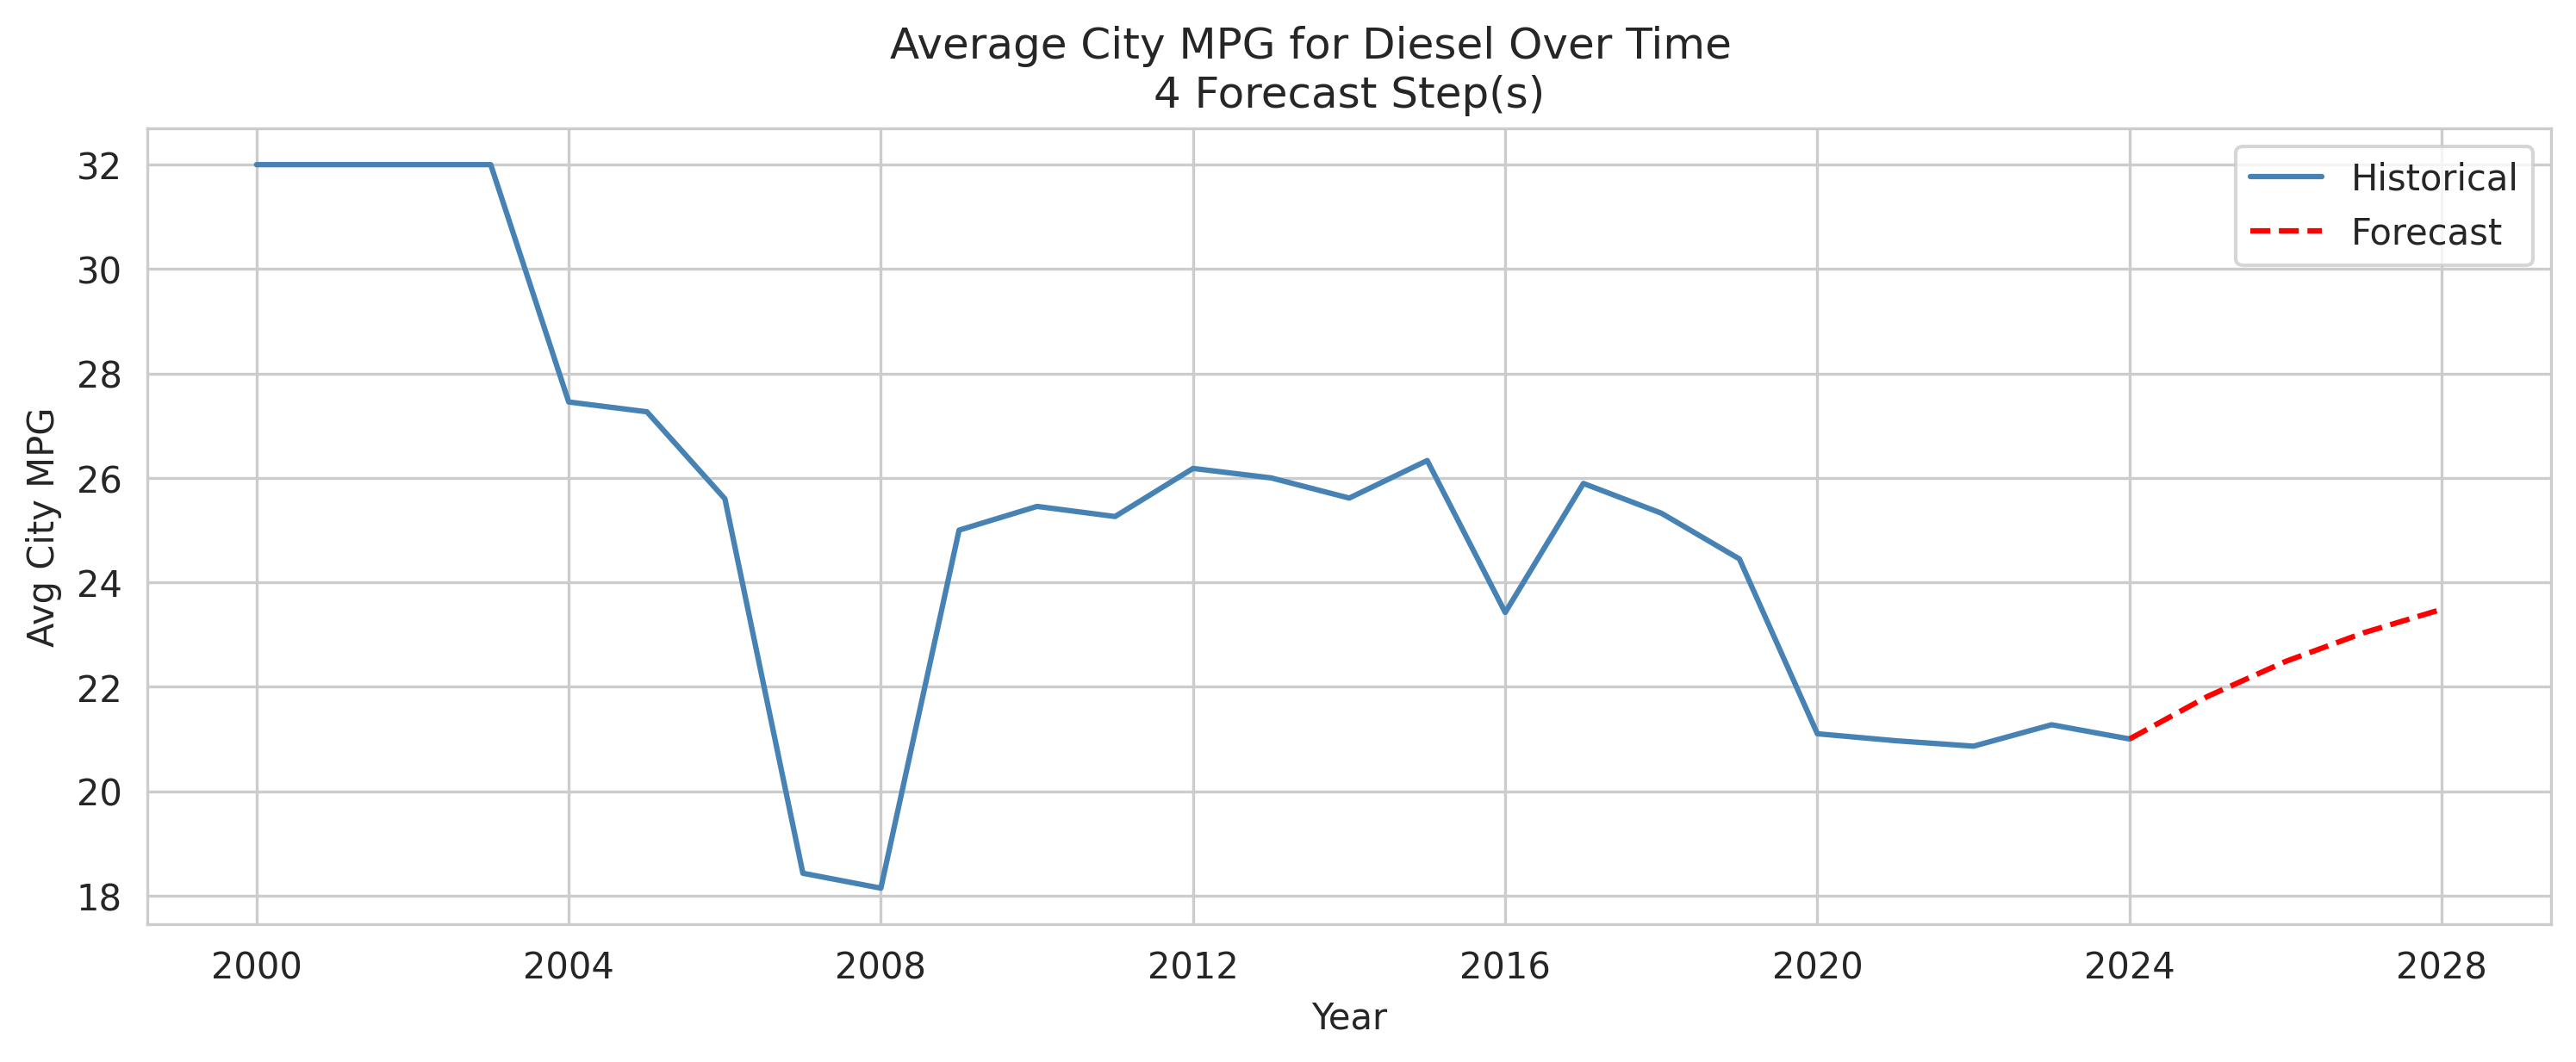 Average City MPG for Diesel Over Time
4 Forecast Step(s)
Historical
Forecast
Avg City MPG
32
30
28
26
24
22
20
18
2000 2004 2008 2012 2016 2020 2024 2028
Year